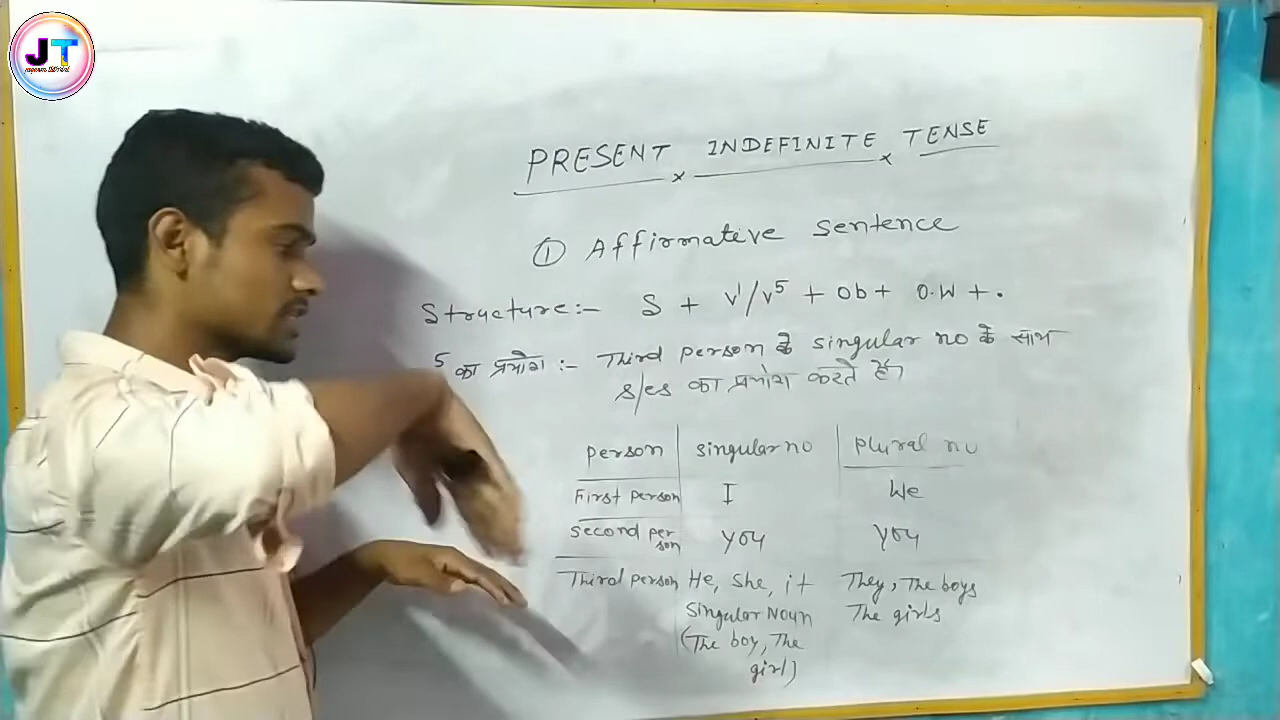 JT
PRESENT × INDEFINITE × TENSE
① Affirmative sentence
Structure:- S + V¹/V⁵ + Ob + O.W + .
5 का प्रयोग :- Third person के singular no के साथ
s/es का प्रयोग करते हैं।
person singular no plural no
First person I We
Second per you you
son
Third person He, She, it They, The boys
Singular Noun The girls
(The boy, The
girl)